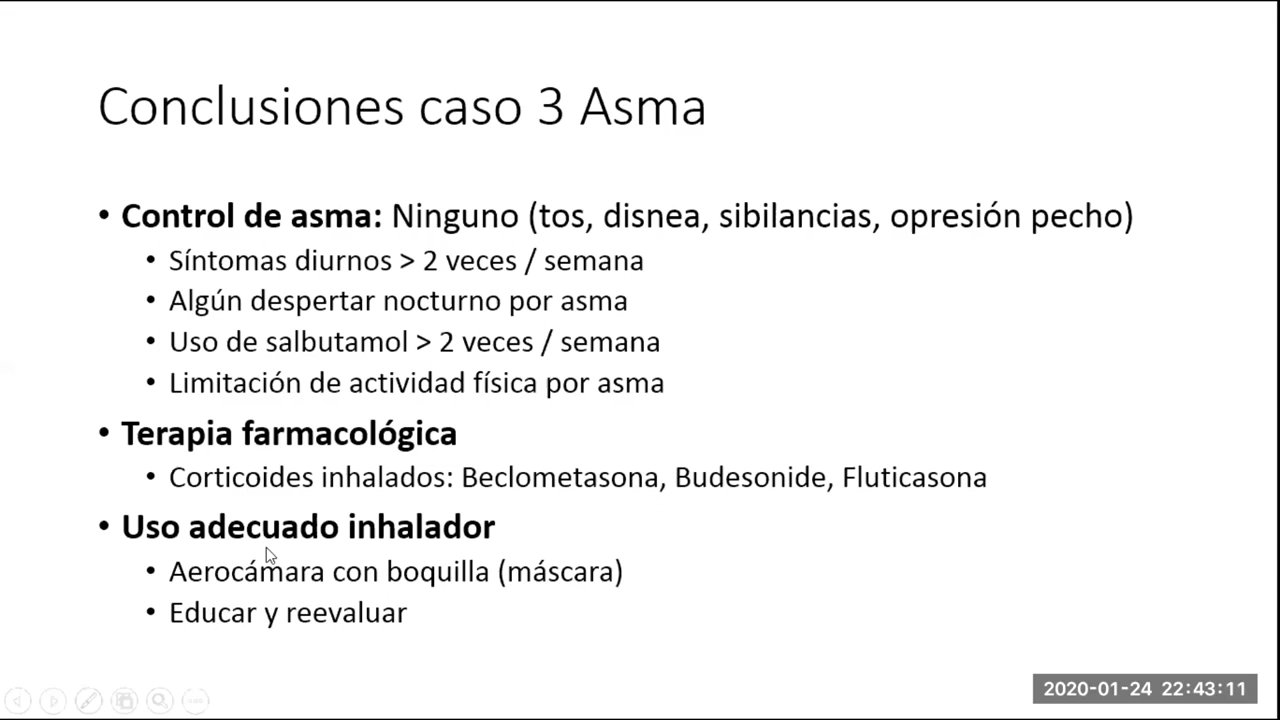 Conclusiones caso 3 Asma
• Control de asma: Ninguno (tos, disnea, sibilancias, opresión pecho)
• Síntomas diurnos > 2 veces / semana
• Algún despertar nocturno por asma
• Uso de salbutamol > 2 veces / semana
• Limitación de actividad física por asma
• Terapia farmacológica
• Corticoides inhalados: Beclometasona, Budesonide, Fluticasona
• Uso adecuado inhalador
• Aerocámara con boquilla (máscara)
• Educar y reevaluar
2020-01-24 22:43:11